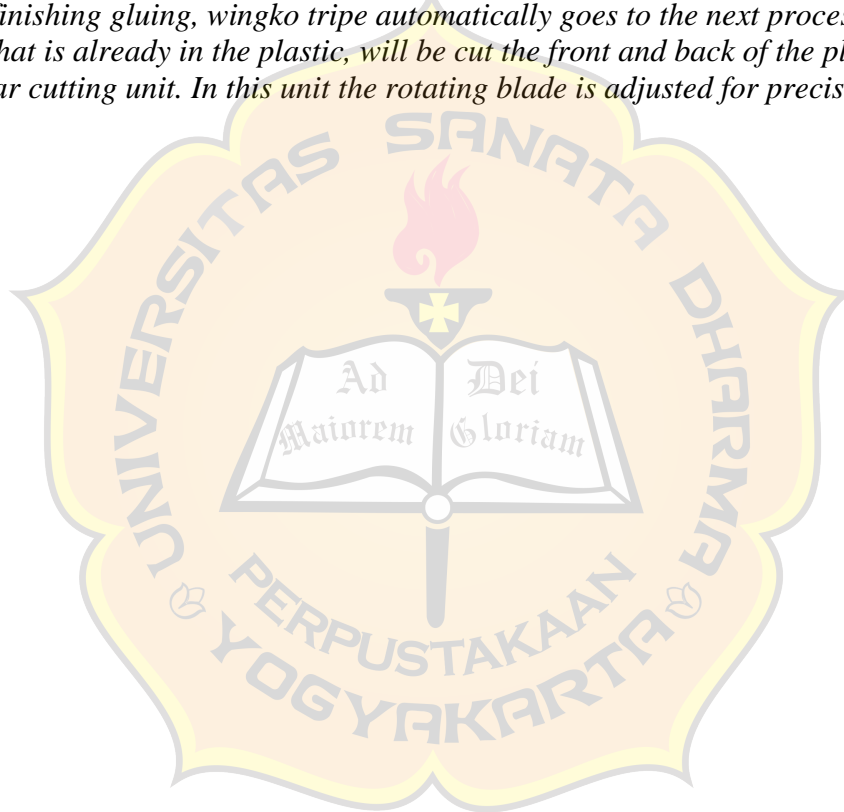 finishing gluing, wingko tripe automatically goes to the next proces
hat is already in the plastic, will be cut the front and back of the pl
ar cutting unit. In this unit the rotating blade is adjusted for precis
UNIVERSITAS SANATA DHARMA
Ad Dei
Maiorem Gloriam
PERPUSTAKAAN
YOGYAKARTA